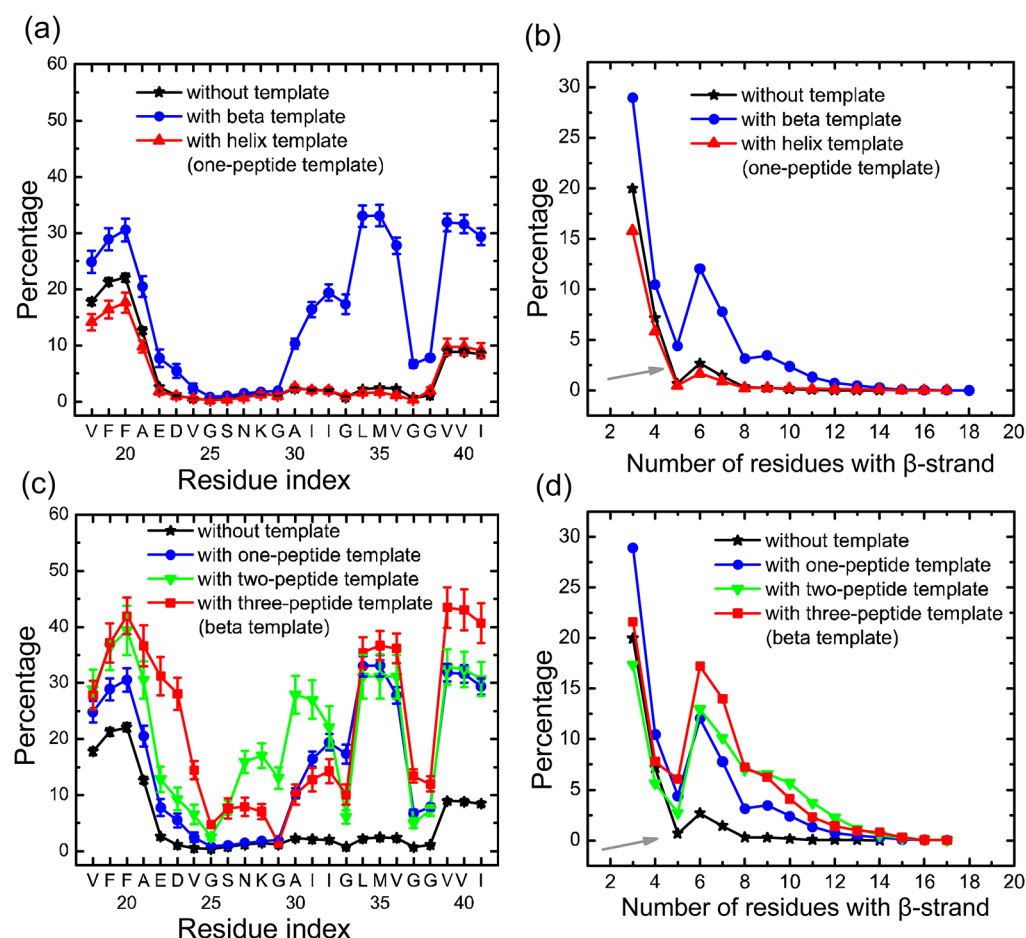 (a)
60
50
40
30
20
10
0
Percentage
without template
with beta template
with helix template
(one-peptide template)
V F F A E D V G S N K G A I I G L M V G G V V I
20 25 30 35 40
Residue index
(b)
30
25
20
15
10
5
0
Percentage
without template
with beta template
with helix template
(one-peptide template)
2 4 6 8 10 12 14 16 18 20
Number of residues with β-strand
(c)
60
50
40
30
20
10
0
Percentage
without template
with one-peptide template
with two-peptide template
with three-peptide template
(beta template)
V F F A E D V G S N K G A I I G L M V G G V V I
20 25 30 35 40
Residue index
(d)
30
25
20
15
10
5
0
Percentage
without template
with one-peptide template
with two-peptide template
with three-peptide template
(beta template)
2 4 6 8 10 12 14 16 18 20
Number of residues with β-strand